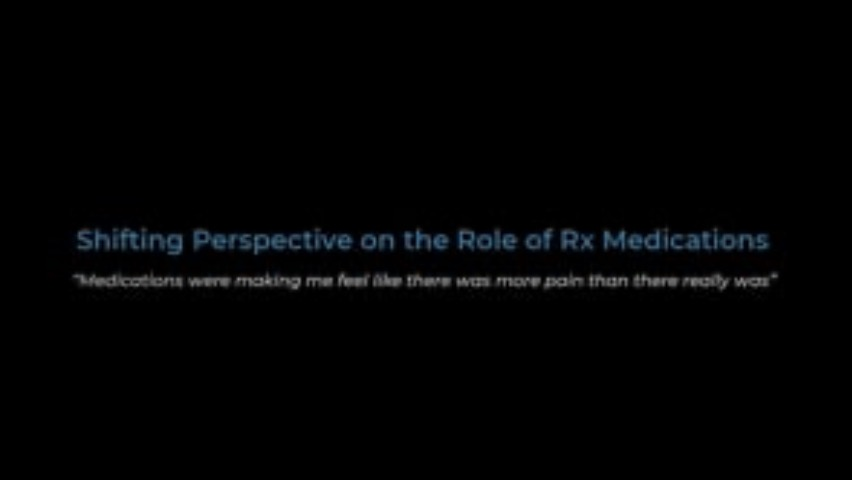 Shifting Perspective on the Role of Rx Medications
"Medications were making me feel like there was more pain than there really was"